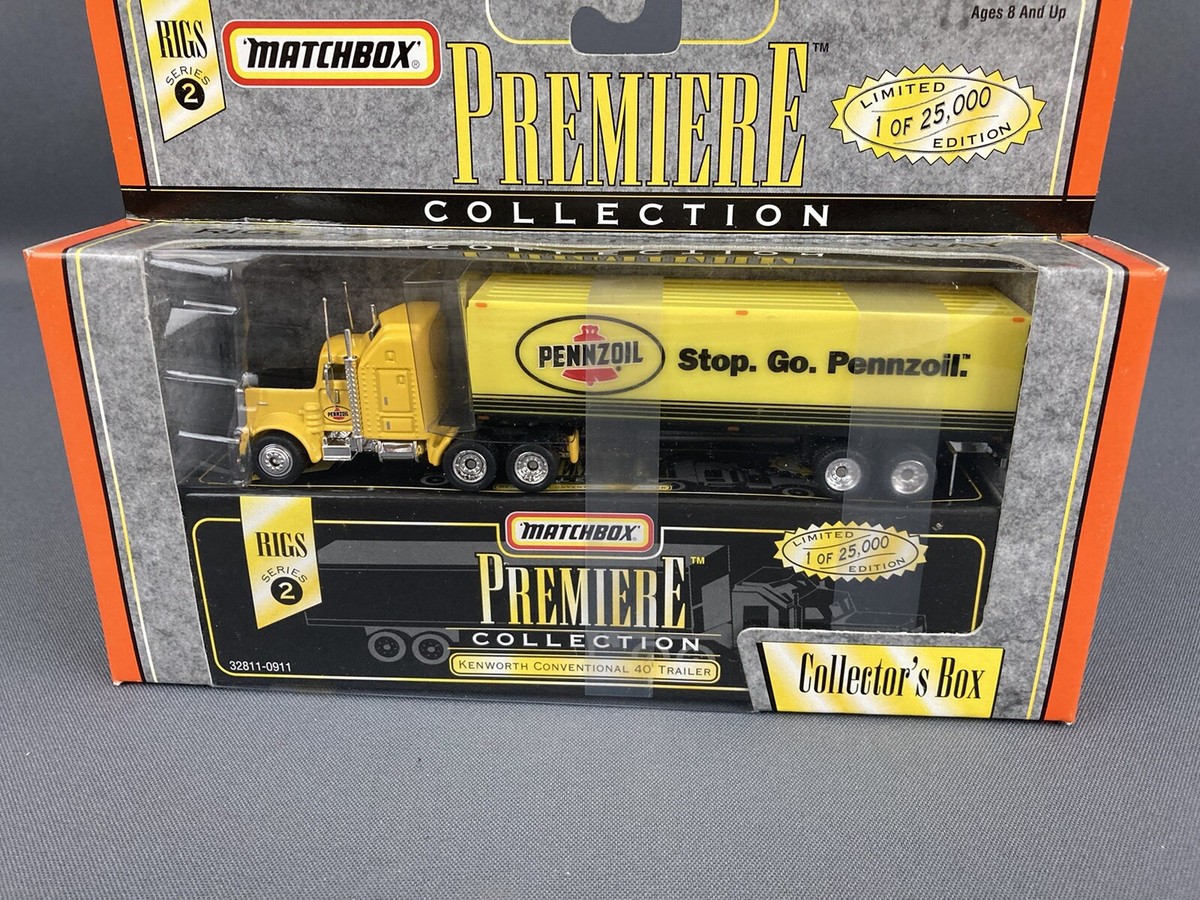 Ages 8 And Up
RIGS
SERIES
2
MATCHBOX®
PREMIERE™
COLLECTION
LIMITED
1 OF 25,000
EDITION
PENNZOIL
Stop. Go. Pennzoil.™
PENNZOIL
RIGS
SERIES
2
MATCHBOX®
PREMIERE™
COLLECTION
KENWORTH CONVENTIONAL 40' TRAILER
LIMITED
1 OF 25,000
EDITION
32811-0911
Collector's Box